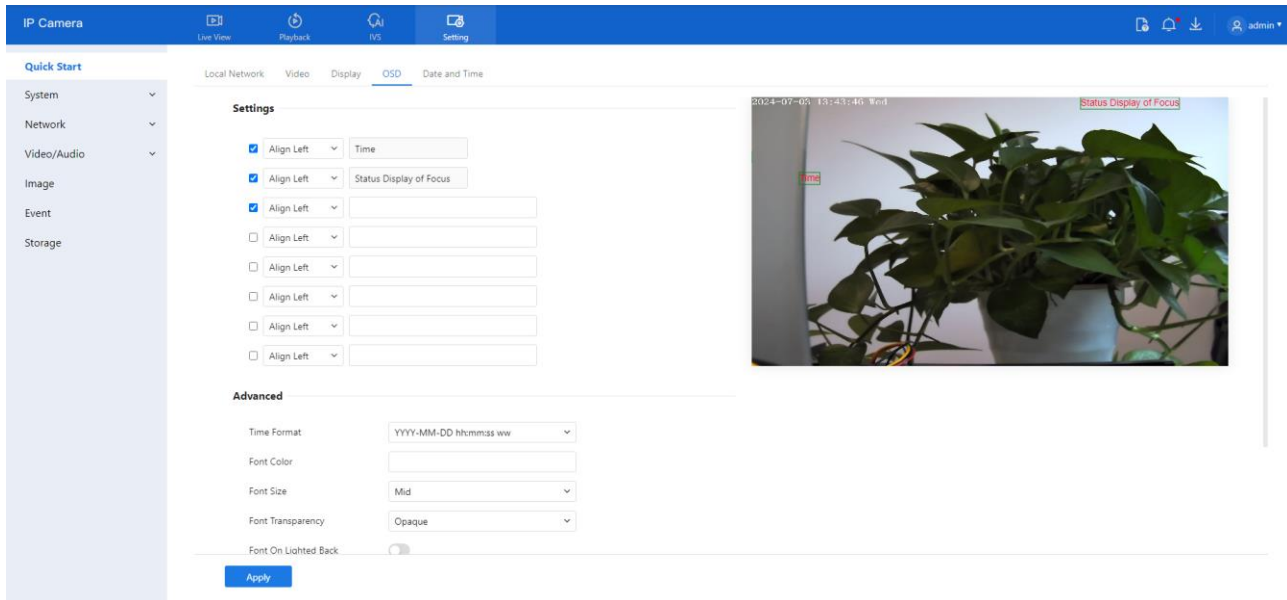 IP Camera
Live View
Playback
IVS
Setting
admin
Quick Start
System
Network
Video/Audio
Image
Event
Storage
Local Network Video Display OSD Date and Time
Settings
Align Left Time
Align Left Status Display of Focus
Align Left
Align Left
Align Left
Align Left
Align Left
Align Left
Advanced
Time Format YYYY-MM-DD hh:mm:ss ww
Font Color
Font Size Mid
Font Transparency Opaque
Font On Lighted Back
Apply
2024-07-03 13:43:46 Wed
Status Display of Focus
Time